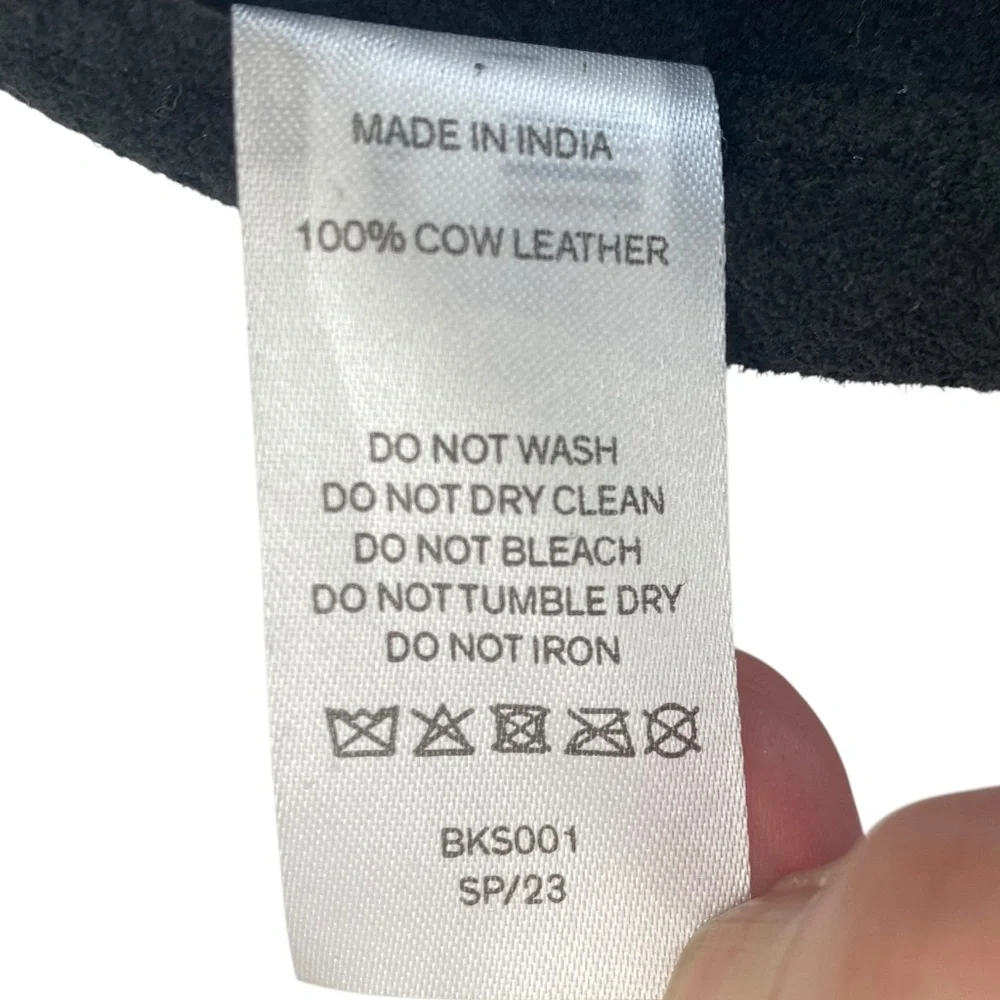 MADE IN INDIA
100% COW LEATHER
DO NOT WASH
DO NOT DRY CLEAN
DO NOT BLEACH
DO NOT TUMBLE DRY
DO NOT IRON
BKS001
SP/23